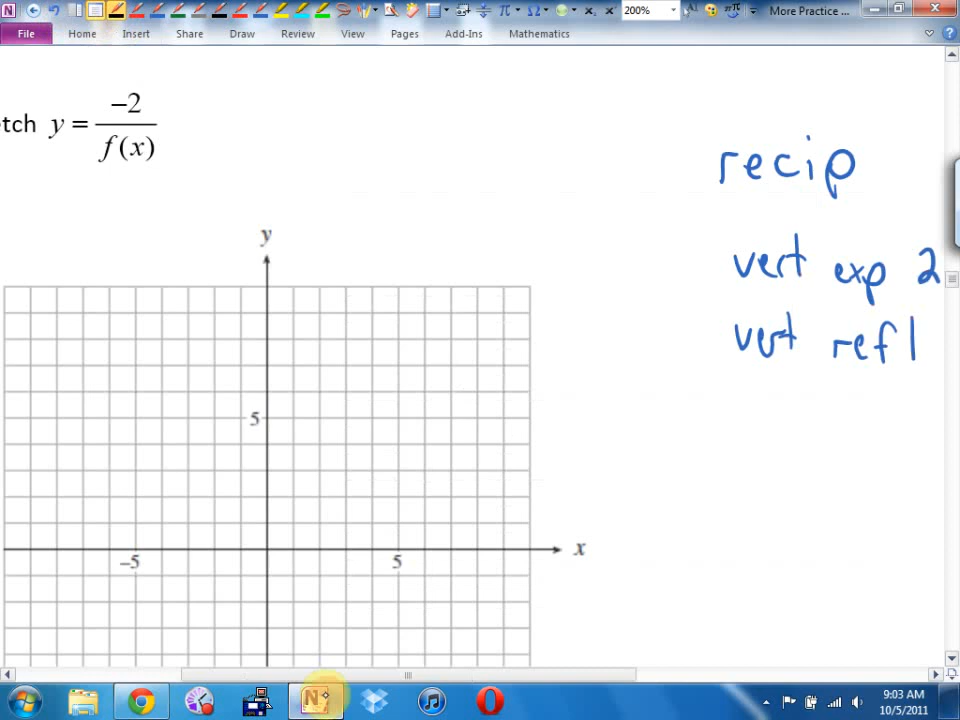 200%
More Practice ...
File Home Insert Share Draw Review View Pages Add-Ins Mathematics
etch y = -2 / f(x)
recip
vert exp 2
vert refl
y
5
-5 5 x
9:03 AM
10/5/2011